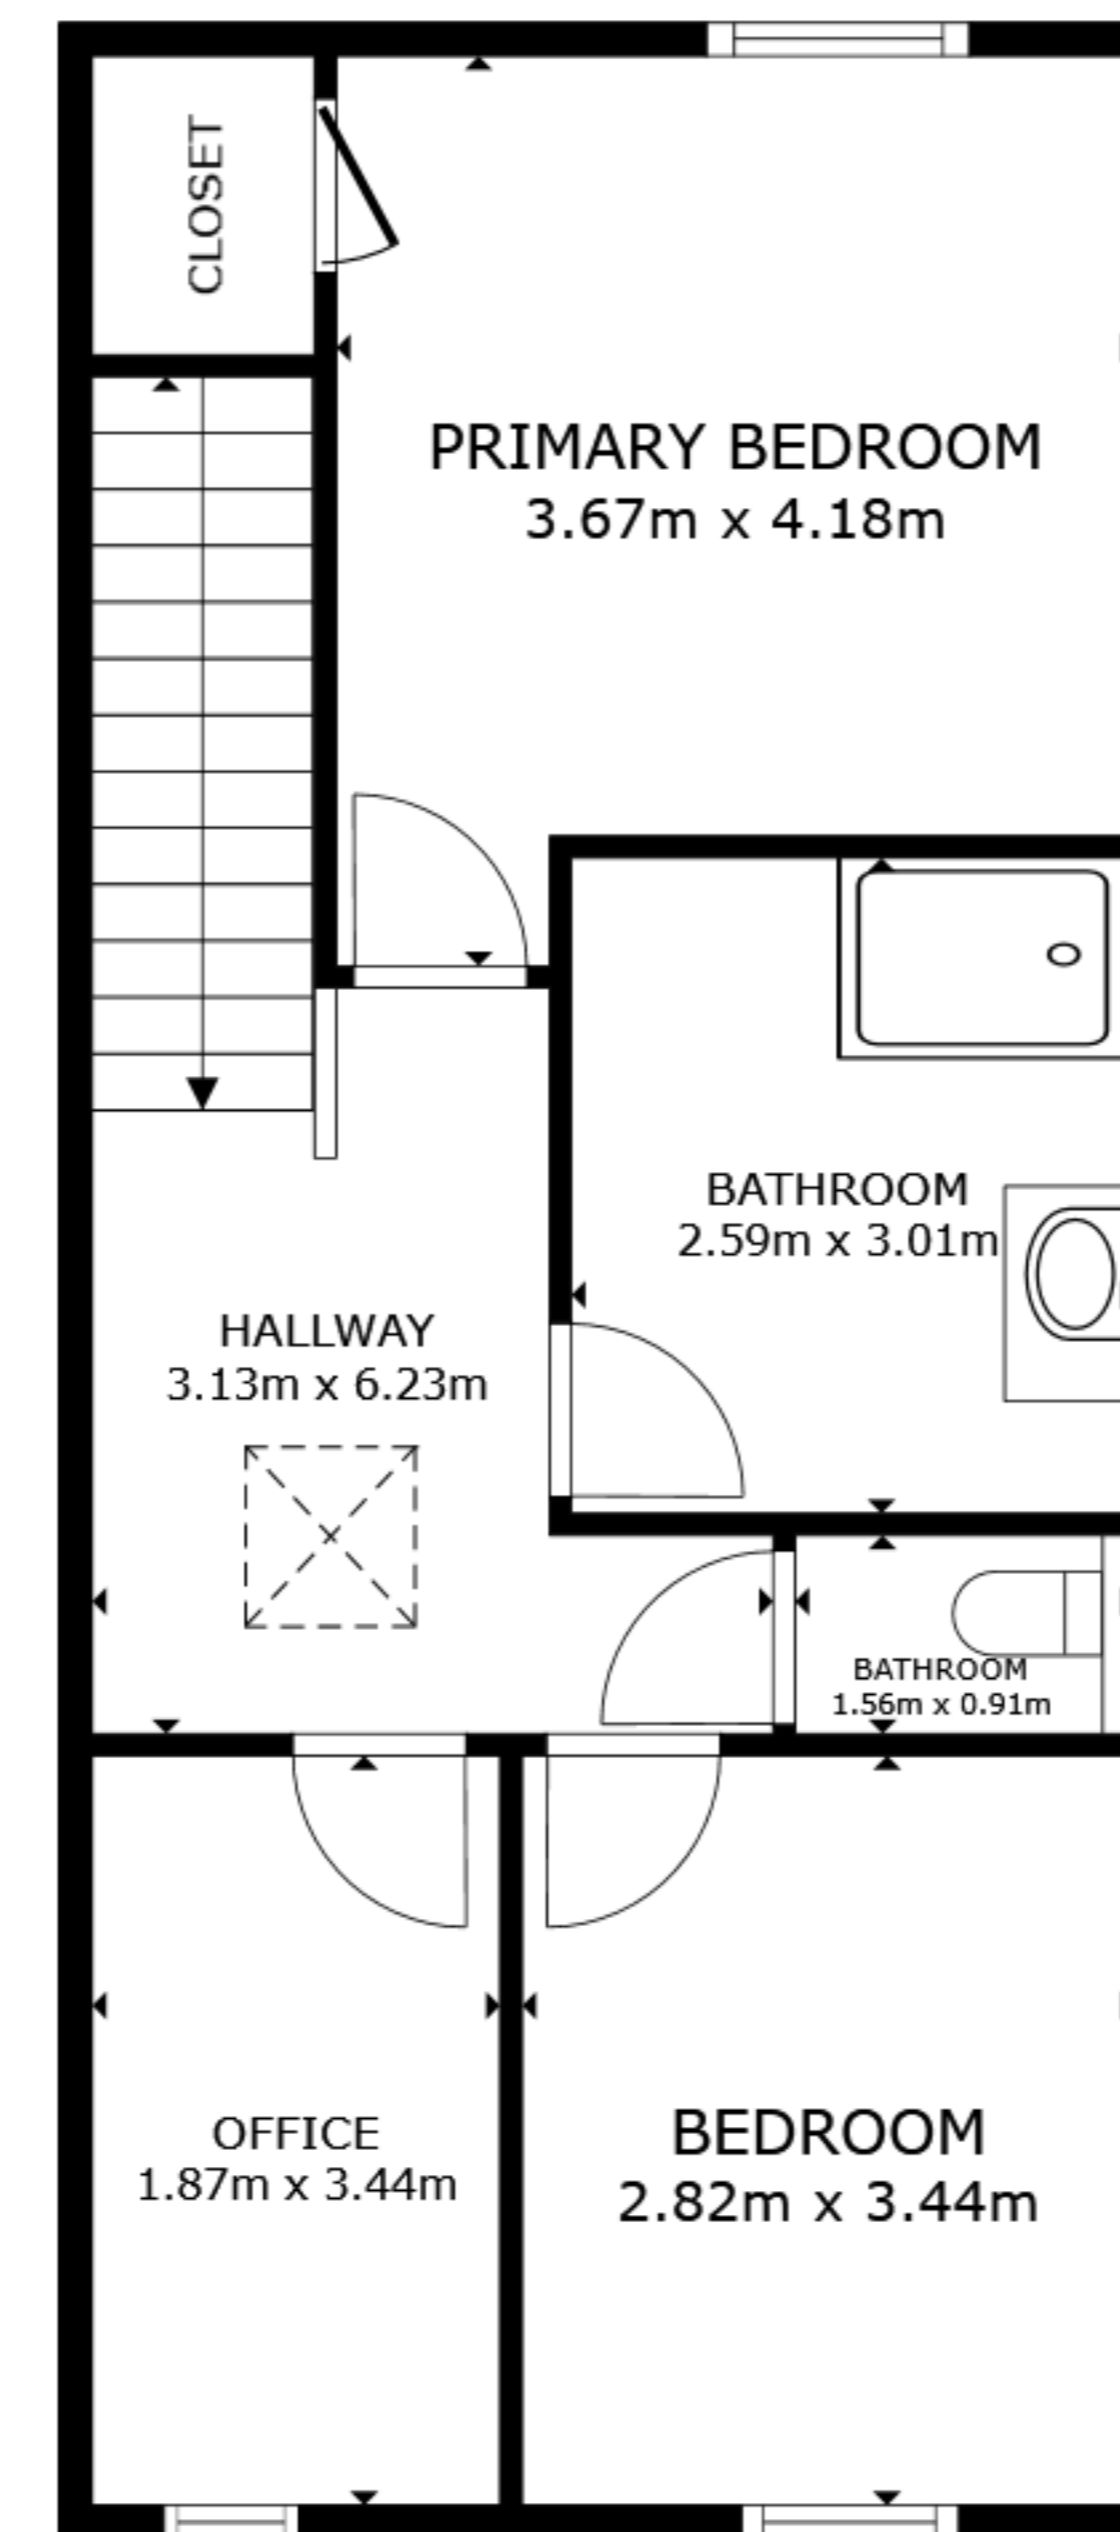 CLOSET
PRIMARY BEDROOM
3.67m x 4.18m
BATHROOM
2.59m x 3.01m
HALLWAY
3.13m x 6.23m
BATHROOM
1.56m x 0.91m
OFFICE
1.87m x 3.44m
BEDROOM
2.82m x 3.44m